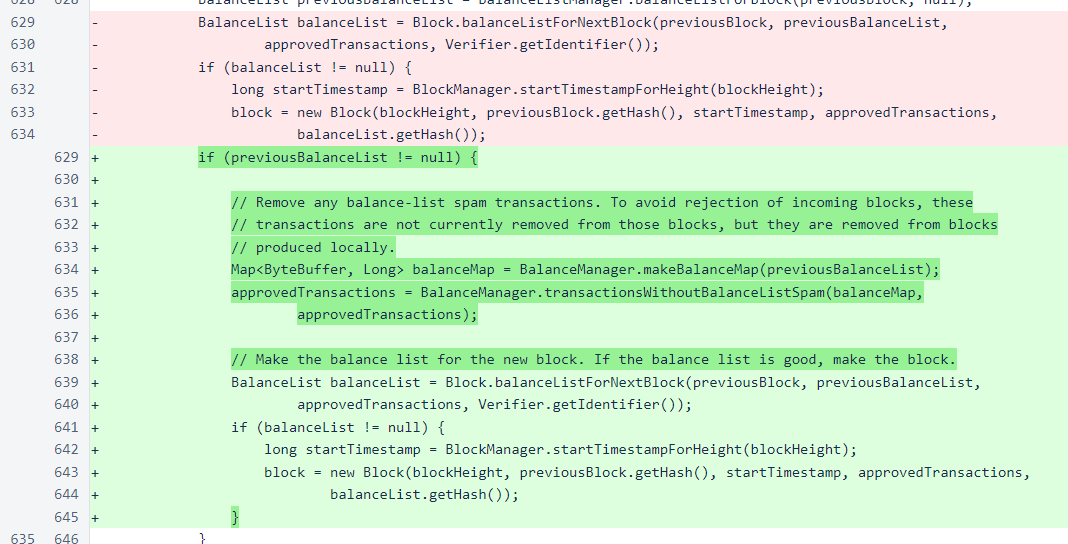 628 628 BalanceList previousBalanceList = BalanceListManager.balanceListForBlock(previousBlock, null);
629 - BalanceList balanceList = Block.balanceListForNextBlock(previousBlock, previousBalanceList,
630 - approvedTransactions, Verifier.getIdentifier());
631 - if (balanceList != null) {
632 - long startTimestamp = BlockManager.startTimestampForHeight(blockHeight);
633 - block = new Block(blockHeight, previousBlock.getHash(), startTimestamp, approvedTransactions,
634 - balanceList.getHash());
629 + if (previousBalanceList != null) {
630 +
631 + // Remove any balance-list spam transactions. To avoid rejection of incoming blocks, these
632 + // transactions are not currently removed from those blocks, but they are removed from blocks
633 + // produced locally.
634 + Map<ByteBuffer, Long> balanceMap = BalanceManager.makeBalanceMap(previousBalanceList);
635 + approvedTransactions = BalanceManager.transactionsWithoutBalanceListSpam(balanceMap,
636 + approvedTransactions);
637 +
638 + // Make the balance list for the new block. If the balance list is good, make the block.
639 + BalanceList balanceList = Block.balanceListForNextBlock(previousBlock, previousBalanceList,
640 + approvedTransactions, Verifier.getIdentifier());
641 + if (balanceList != null) {
642 + long startTimestamp = BlockManager.startTimestampForHeight(blockHeight);
643 + block = new Block(blockHeight, previousBlock.getHash(), startTimestamp, approvedTransactions,
644 + balanceList.getHash());
645 + }
635 646 }